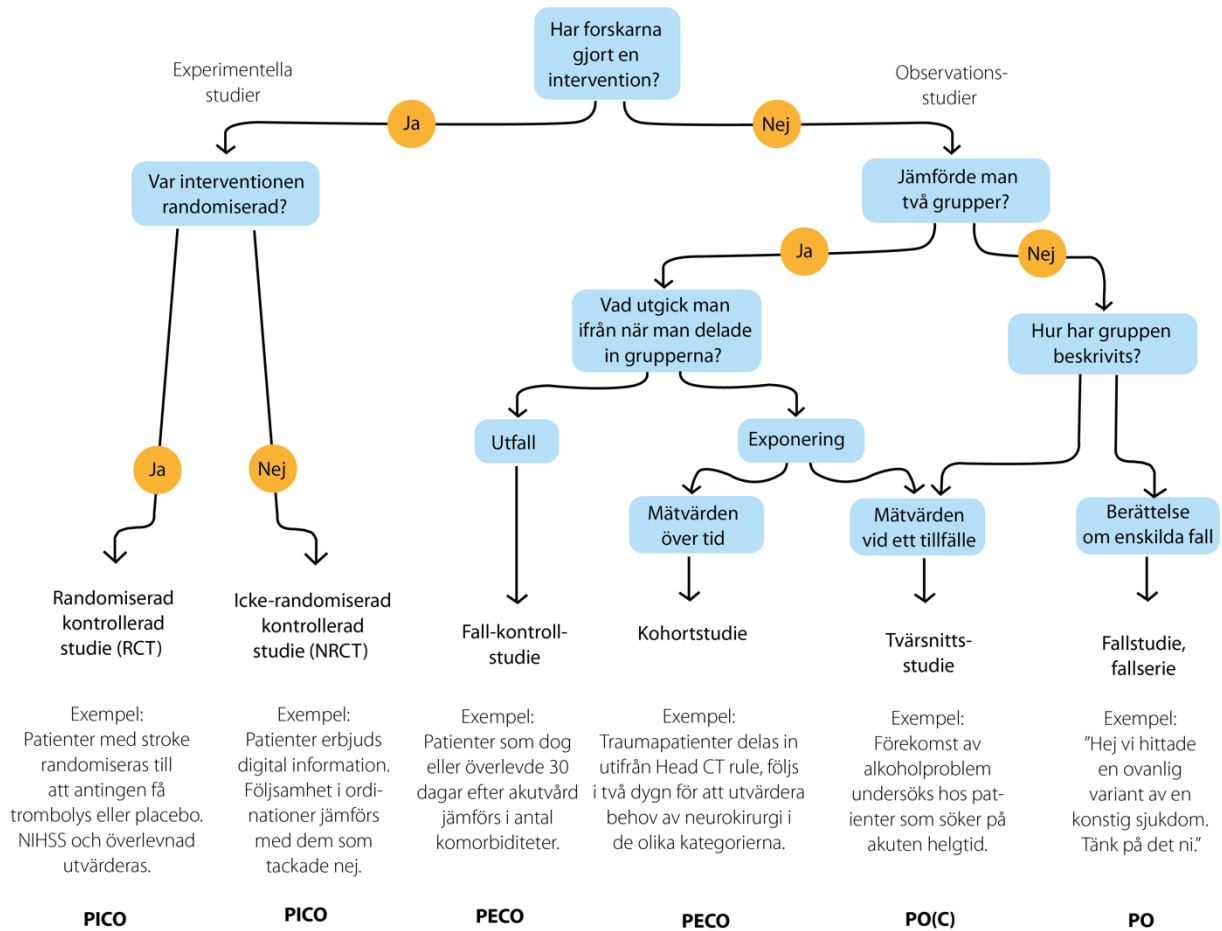 Har forskarna
gjort en
intervention?
Experimentella
studier
Observations-
studier
Ja
Nej
Var interventionen
randomiserad?
Jämförde man
två grupper?
Ja
Nej
Vad utgick man
ifrån när man delade
in grupperna?
Hur har gruppen
beskrivits?
Utfall
Exponering
Ja
Nej
Mätvärden
över tid
Mätvärden
vid ett tillfälle
Berättelse
om enskilda fall
Randomiserad
kontrollerad
studie (RCT)
Icke-randomiserad
kontrollerad
studie (NRCT)
Fall-kontroll-
studie
Kohortstudie
Tvärsnitts-
studie
Fallstudie,
fallserie
Exempel:
Patienter med stroke
randomiseras till
att antingen få
trombolys eller placebo.
NIHSS och överlevnad
utvärderas.
Exempel:
Patienter erbjuds
digital information.
Följsamhet i ordi-
nationer jämförs
med dem som
tackade nej.
Exempel:
Patienter som dog
eller överlevde 30
dagar efter akutvård
jämförs i antal
komorbiditeter.
Exempel:
Traumapatienter delas in
utifrån Head CT rule, följs
i två dygn för att utvärdera
behov av neurokirurgi i
de olika kategorierna.
Exempel:
Förekomst av
alkoholproblem
undersöks hos pat-
ienter som söker på
akuten helgtid.
Exempel:
”Hej vi hittade
en ovanlig
variant av en
konstig sjukdom.
Tänk på det ni.”
PICO
PICO
PECO
PECO
PO(C)
PO